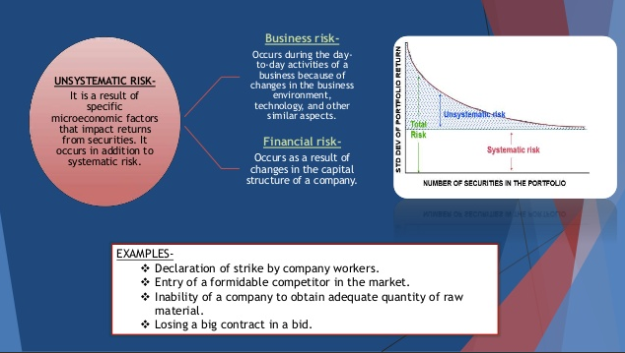 UNSYSTEMATIC RISK-
It is a result of
specific
microeconomic factors
that impact returns
from securities. It
occurs in addition to
systematic risk.
Business risk-
Occurs during the day-
to-day activities of a
business because of
changes in the business
environment,
technology, and other
similar aspects.
Financial risk-
Occurs as a result of
changes in the capital
structure of a company.
STD DEV OF PORTFOLIO RETURN
Unsystematic risk
Total
Risk
Systematic risk
NUMBER OF SECURITIES IN THE PORTFOLIO
EXAMPLES-
❖ Declaration of strike by company workers.
❖ Entry of a formidable competitor in the market.
❖ Inability of a company to obtain adequate quantity of raw
material.
❖ Losing a big contract in a bid.